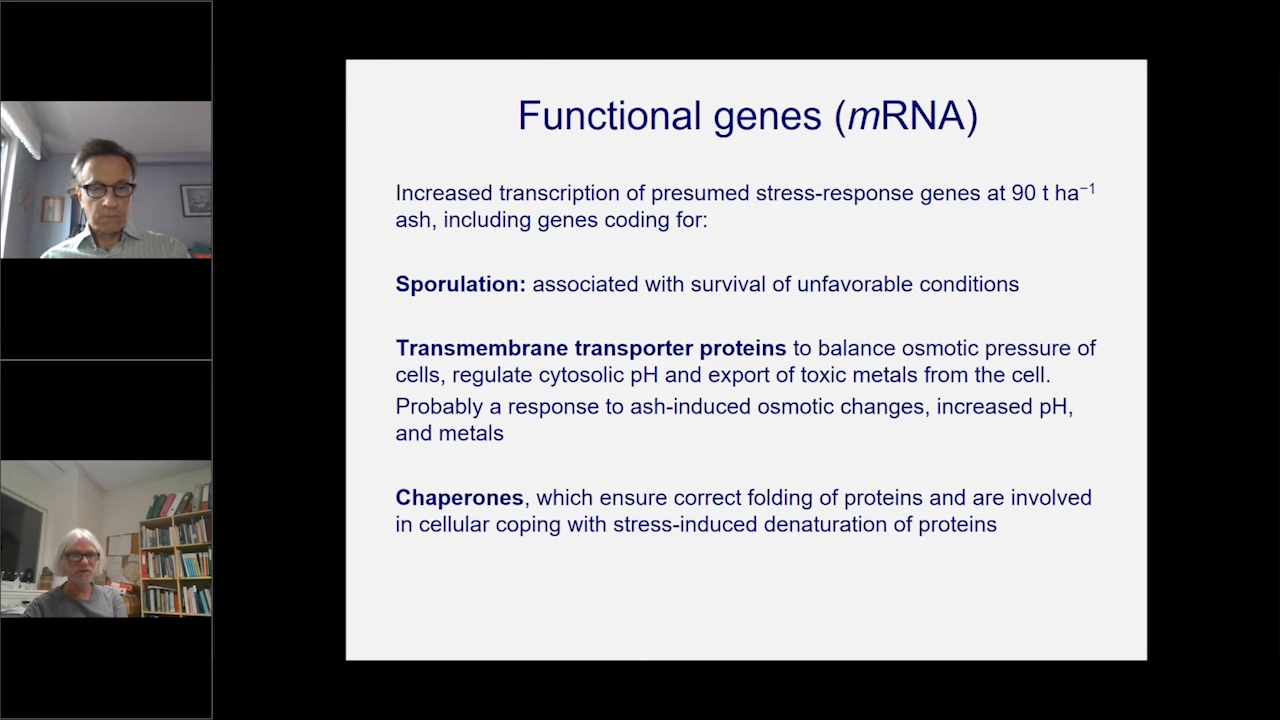 Functional genes (mRNA)
Increased transcription of presumed stress-response genes at 90 t ha⁻¹
ash, including genes coding for:
Sporulation: associated with survival of unfavorable conditions
Transmembrane transporter proteins to balance osmotic pressure of
cells, regulate cytosolic pH and export of toxic metals from the cell.
Probably a response to ash-induced osmotic changes, increased pH,
and metals
Chaperones, which ensure correct folding of proteins and are involved
in cellular coping with stress-induced denaturation of proteins